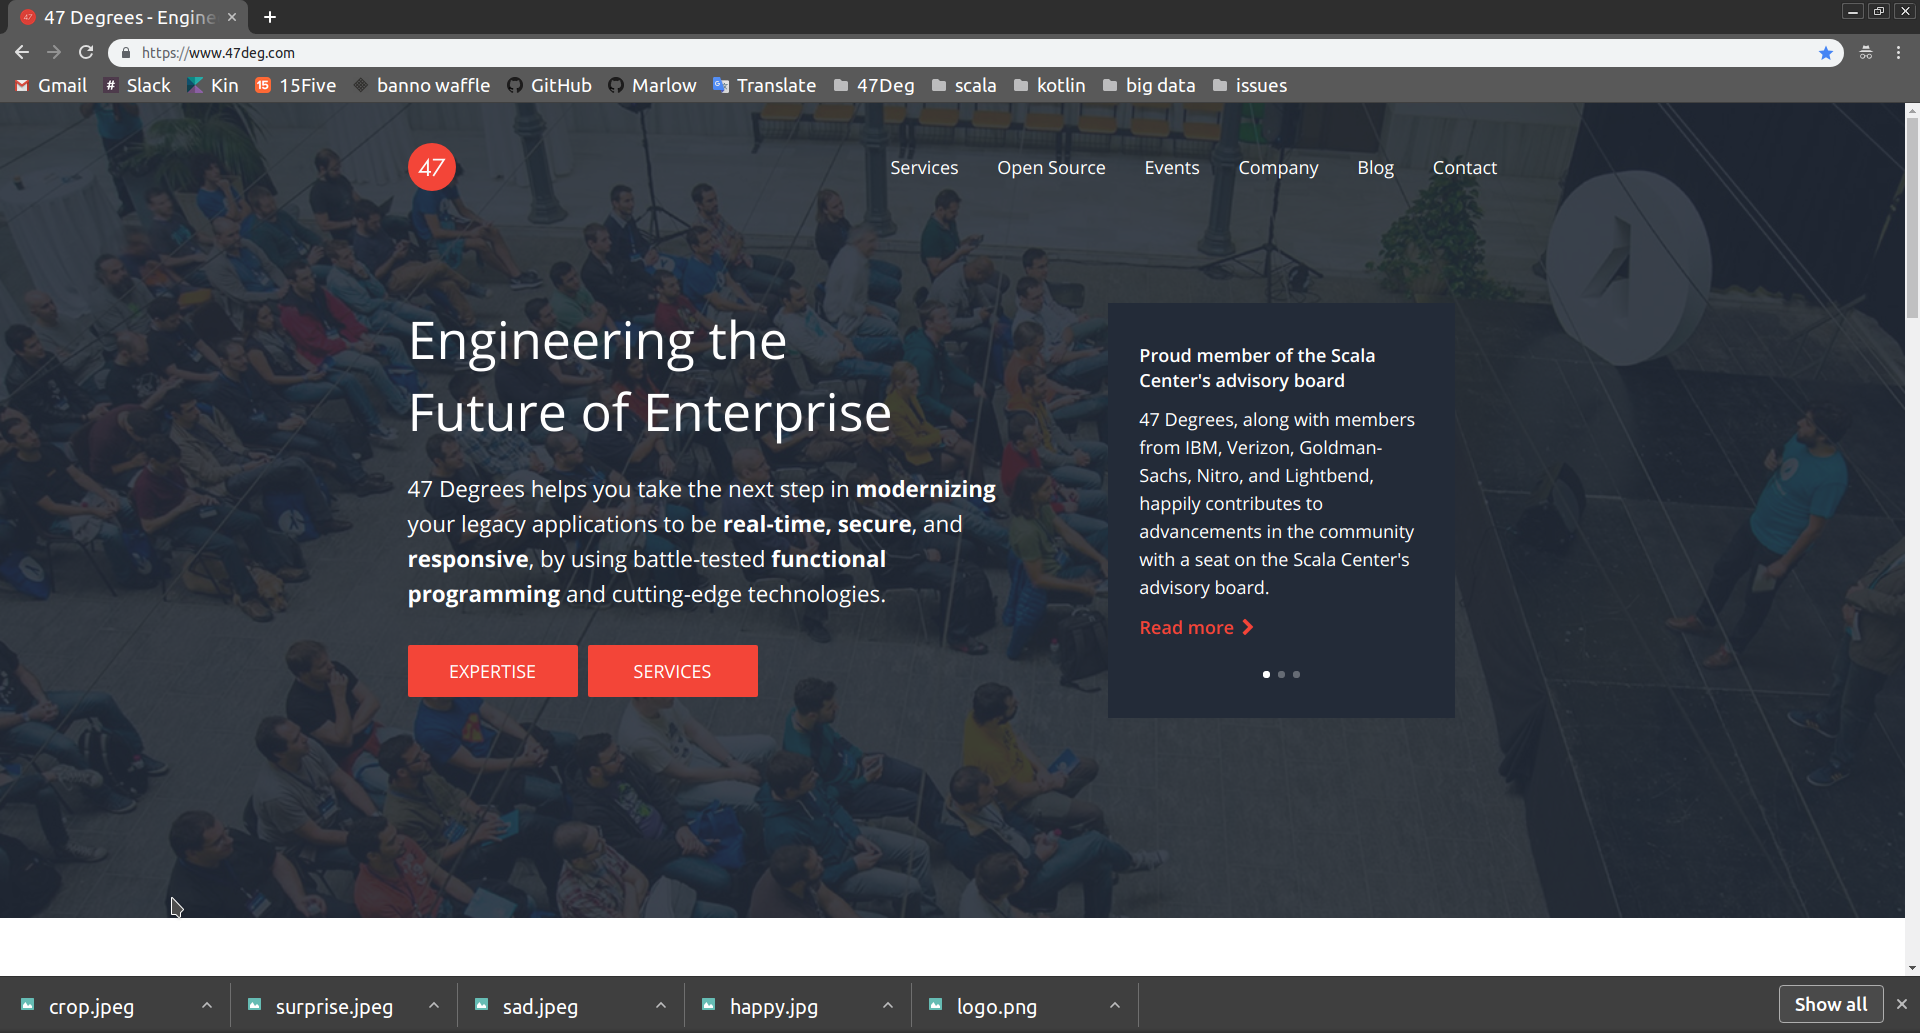 47 Degrees - Engine
https://www.47deg.com
Gmail
Slack
Kin
15 15Five
banno waffle
GitHub
Marlow
Translate
47Deg
scala
kotlin
big data
issues
47
Services
Open Source
Events
Company
Blog
Contact
Engineering the
Future of Enterprise
47 Degrees helps you take the next step in modernizing
your legacy applications to be real-time, secure, and
responsive, by using battle-tested functional
programming and cutting-edge technologies.
EXPERTISE
SERVICES
Proud member of the Scala
Center's advisory board
47 Degrees, along with members
from IBM, Verizon, Goldman-
Sachs, Nitro, and Lightbend,
happily contributes to
advancements in the community
with a seat on the Scala Center's
advisory board.
Read more
crop.jpeg
surprise.jpeg
sad.jpeg
happy.jpg
logo.png
Show all